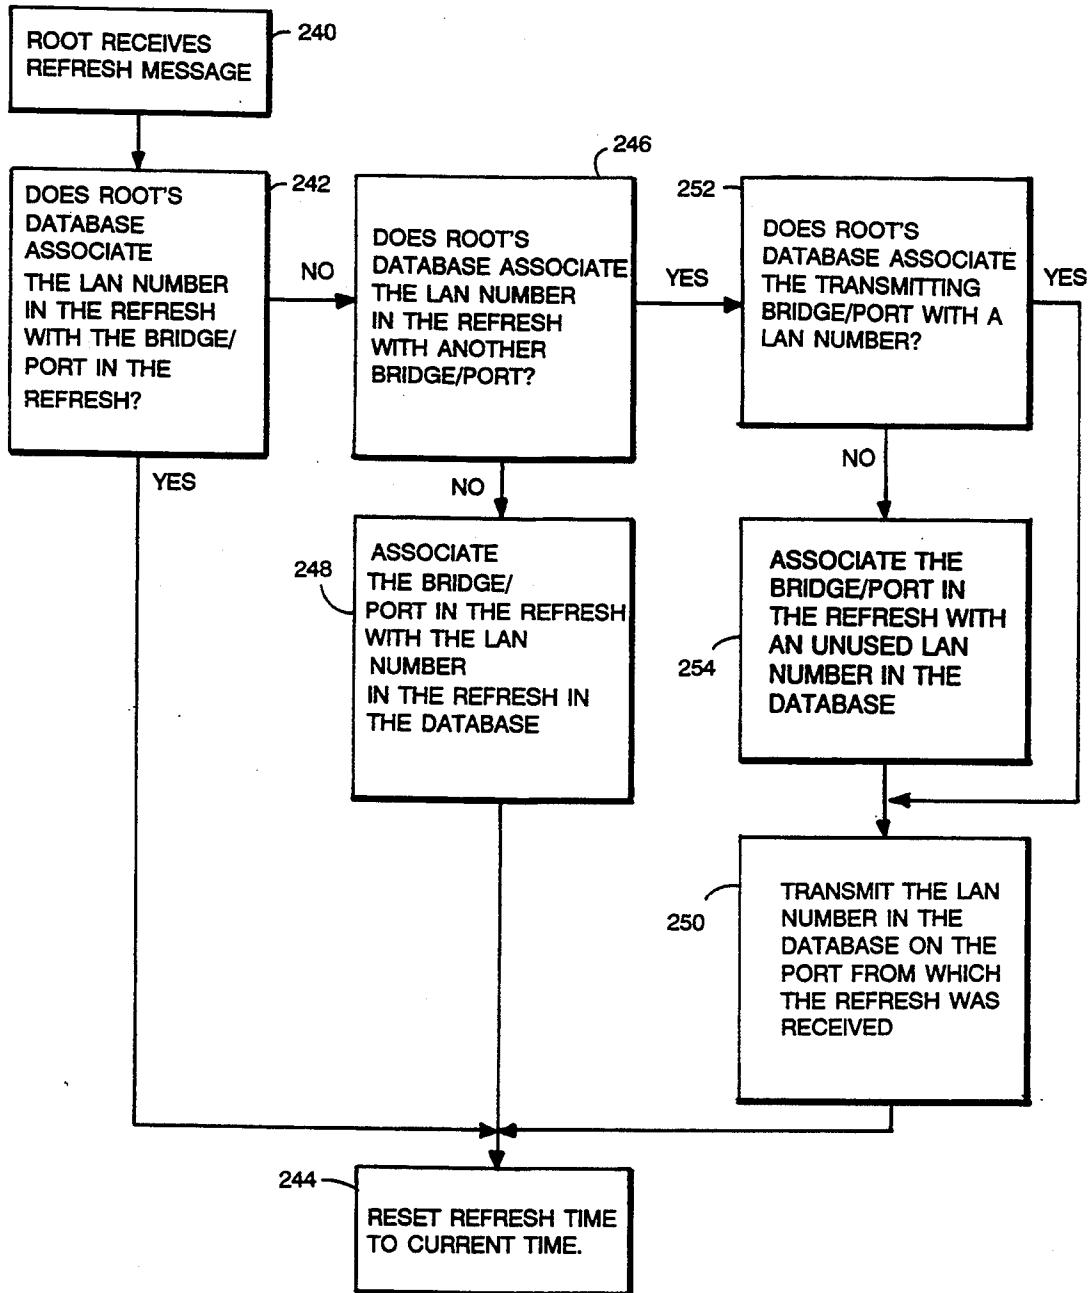 ROOT RECEIVES
REFRESH MESSAGE
240
DOES ROOT'S
DATABASE
ASSOCIATE
THE LAN NUMBER
IN THE REFRESH
WITH THE BRIDGE/
PORT IN THE
REFRESH?
242
NO
YES
246
DOES ROOT'S
DATABASE ASSOCIATE
THE LAN NUMBER
IN THE REFRESH
WITH ANOTHER
BRIDGE/PORT?
YES
NO
252
DOES ROOT'S
DATABASE ASSOCIATE
THE TRANSMITTING
BRIDGE/PORT WITH A
LAN NUMBER?
YES
NO
248
ASSOCIATE
THE BRIDGE/
PORT IN THE REFRESH
WITH THE LAN
NUMBER
IN THE REFRESH IN
THE DATABASE
254
ASSOCIATE THE
BRIDGE/PORT IN
THE REFRESH WITH
AN UNUSED LAN
NUMBER IN THE
DATABASE
250
TRANSMIT THE LAN
NUMBER IN THE
DATABASE ON THE
PORT FROM WHICH
THE REFRESH WAS
RECEIVED
244
RESET REFRESH TIME
TO CURRENT TIME.